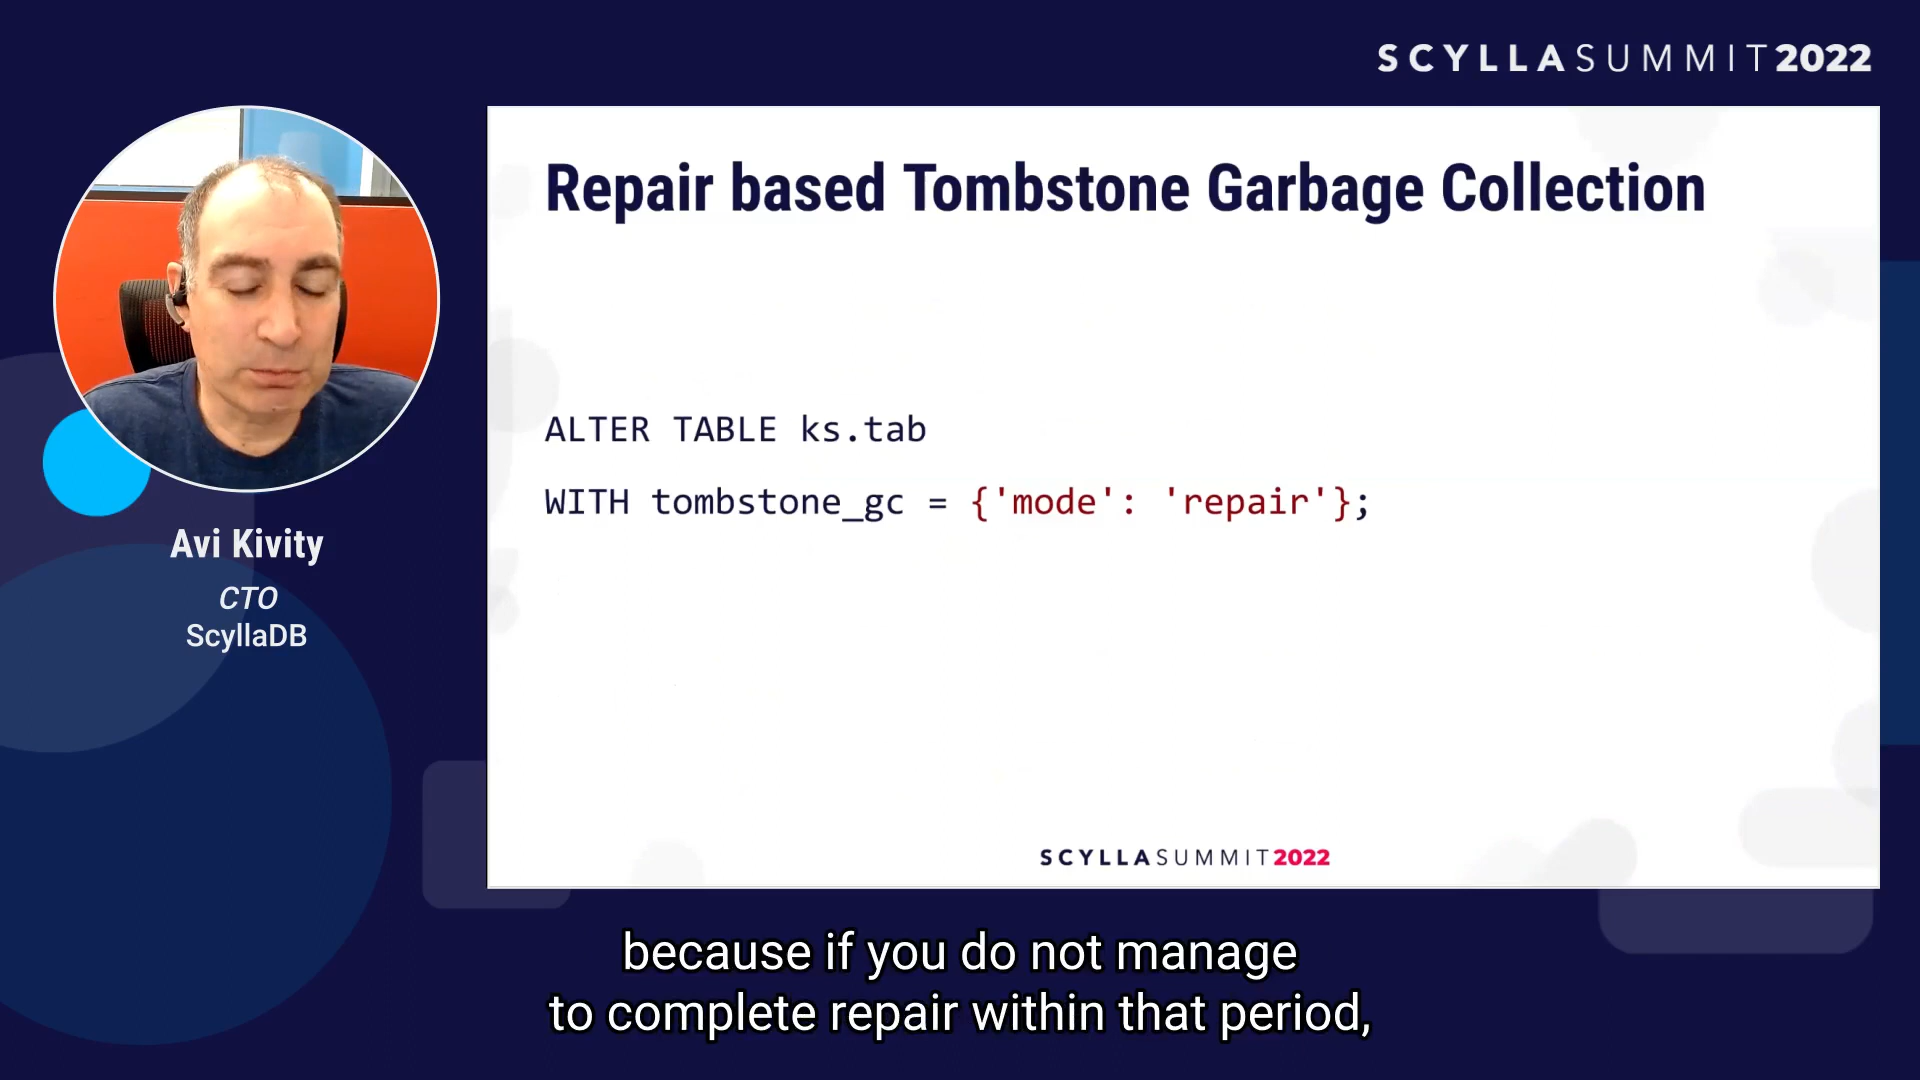 SCYLLASUMMIT2022
Repair based Tombstone Garbage Collection
ALTER TABLE ks.tab
WITH tombstone_gc = {'mode': 'repair'};
Avi Kivity
CTO
ScyllaDB
SCYLLASUMMIT2022
because if you do not manage
to complete repair within that period,